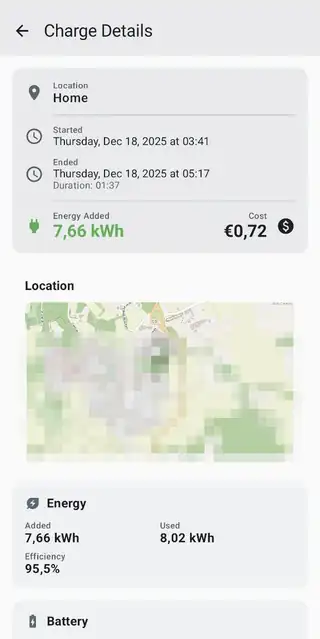 Charge Details
Location
Home
Started
Thursday, Dec 18, 2025 at 03:41
Ended
Thursday, Dec 18, 2025 at 05:17
Duration: 01:37
Energy Added
Cost
7,66 kWh
€0,72
Location
Energy
Added
Used
7,66 kWh
8,02 kWh
Efficiency
95,5%
Battery